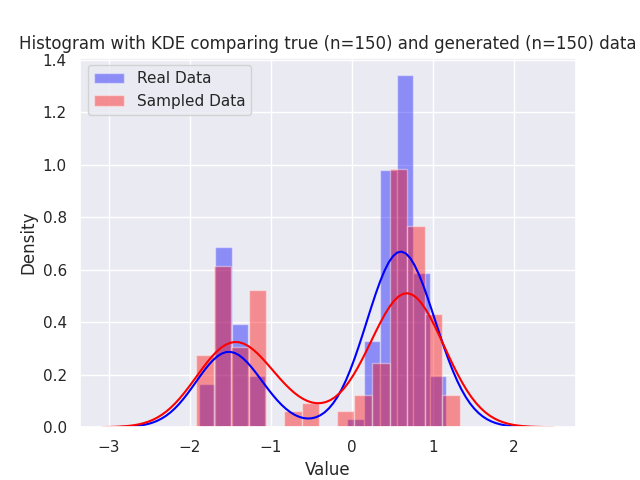 Histogram with KDE comparing true (n=150) and generated (n=150) data
Real Data
Sampled Data
Density
1.4
1.2
1.0
0.8
0.6
0.4
0.2
0.0
−3 −2 −1 0 1 2
Value